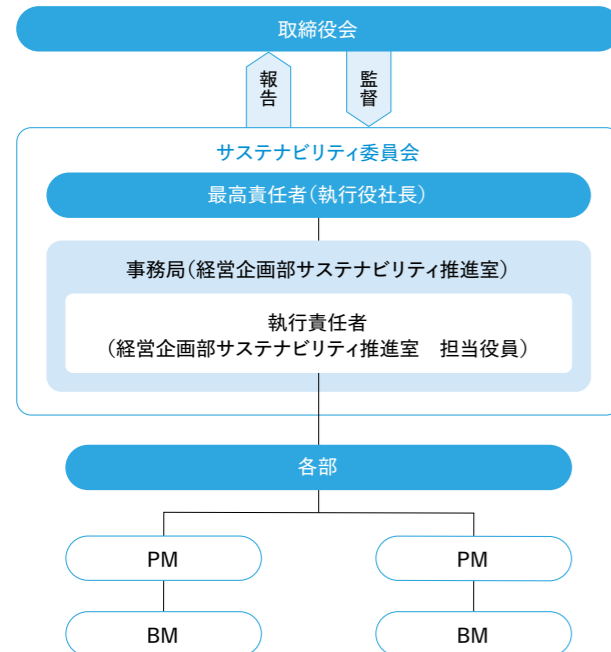 取締役会
報告
監督
サステナビリティ委員会
最高責任者(執行役社長)
事務局(経営企画部サステナビリティ推進室)
執行責任者
(経営企画部サステナビリティ推進室　担当役員)
各部
PM
PM
BM
BM